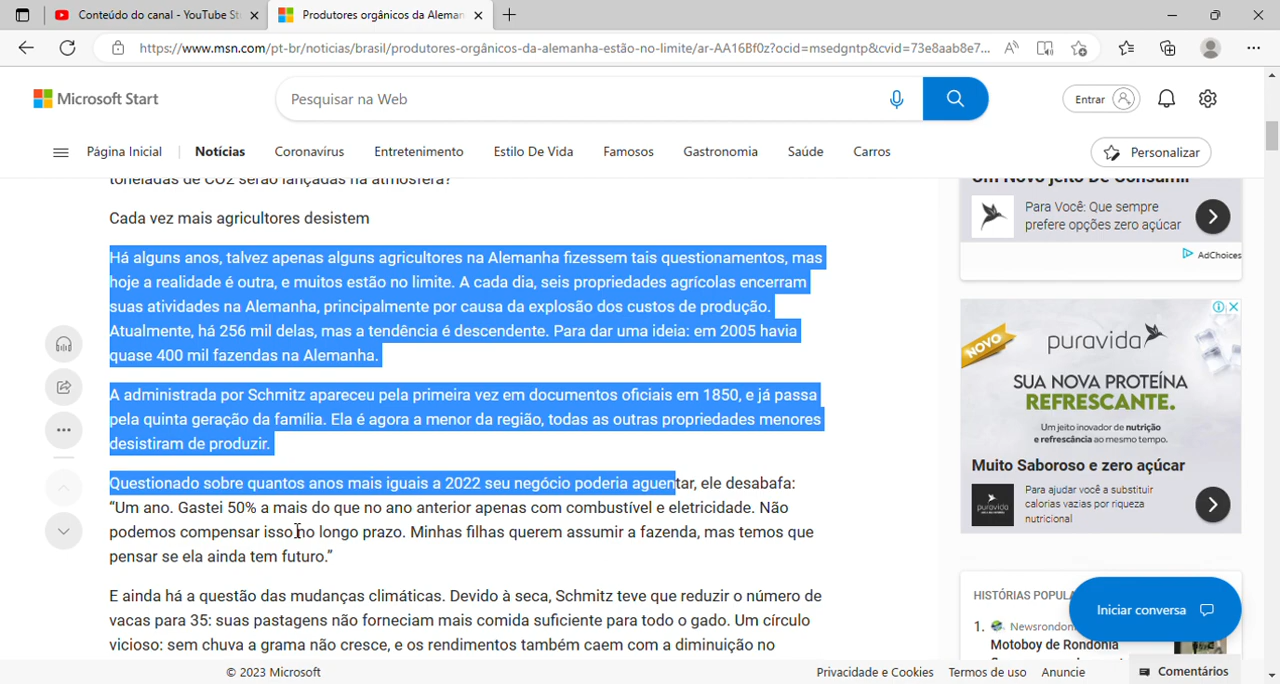 Conteúdo do canal - YouTube St
Produtores orgânicos da Aleman
https://www.msn.com/pt-br/noticias/brasil/produtores-orgânicos-da-alemanha-estão-no-limite/ar-AA16Bf0z?ocid=msedgntp&cvid=73e8aab8e7...
Microsoft Start
Pesquisar na Web
Entrar
Página Inicial
Notícias
Coronavírus
Entretenimento
Estilo De Vida
Famosos
Gastronomia
Saúde
Carros
Personalizar
toneladas de CO2 serão lançadas na atmosfera?
Cada vez mais agricultores desistem
Há alguns anos, talvez apenas alguns agricultores na Alemanha fizessem tais questionamentos, mas
hoje a realidade é outra, e muitos estão no limite. A cada dia, seis propriedades agrícolas encerram
suas atividades na Alemanha, principalmente por causa da explosão dos custos de produção.
Atualmente, há 256 mil delas, mas a tendência é descendente. Para dar uma ideia: em 2005 havia
quase 400 mil fazendas na Alemanha.
A administrada por Schmitz apareceu pela primeira vez em documentos oficiais em 1850, e já passa
pela quinta geração da família. Ela é agora a menor da região, todas as outras propriedades menores
desistiram de produzir.
Questionado sobre quantos anos mais iguais a 2022 seu negócio poderia aguentar, ele desabafa:
“Um ano. Gastei 50% a mais do que no ano anterior apenas com combustível e eletricidade. Não
podemos compensar isso no longo prazo. Minhas filhas querem assumir a fazenda, mas temos que
pensar se ela ainda tem futuro.”
E ainda há a questão das mudanças climáticas. Devido à seca, Schmitz teve que reduzir o número de
vacas para 35: suas pastagens não forneciam mais comida suficiente para todo o gado. Um círculo
vicioso: sem chuva a grama não cresce, e os rendimentos também caem com a diminuição no
Um Novo jeito De Consumir
Para Você: Que sempre
prefere opções zero açúcar
AdChoices
NOVO
puravida
SUA NOVA PROTEÍNA
REFRESCANTE.
Um jeito inovador de nutrição
e refrescância ao mesmo tempo.
Muito Saboroso e zero açúcar
puravida
Para ajudar você a substituir
calorias vazias por riqueza
nutricional
HISTÓRIAS POPULA
1. Newsrondon
Motoboy de Rondônia
Iniciar conversa
© 2023 Microsoft
Privacidade e Cookies
Termos de uso
Anuncie
Comentários